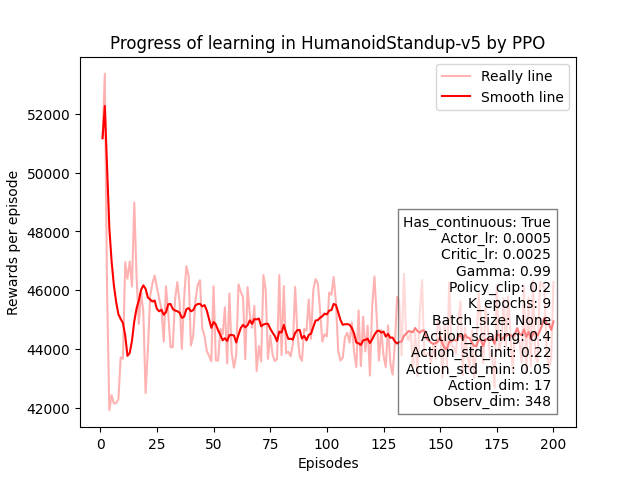 Progress of learning in HumanoidStandup-v5 by PPO
Really line
Smooth line
52000
50000
48000
46000
44000
42000
Rewards per episode
Has_continuous: True
Actor_lr: 0.0005
Critic_lr: 0.0025
Gamma: 0.99
Policy_clip: 0.2
K_epochs: 9
Batch_size: None
Action_scaling: 0.4
Action_std_init: 0.22
Action_std_min: 0.05
Action_dim: 17
Observ_dim: 348
0 25 50 75 100 125 150 175 200
Episodes